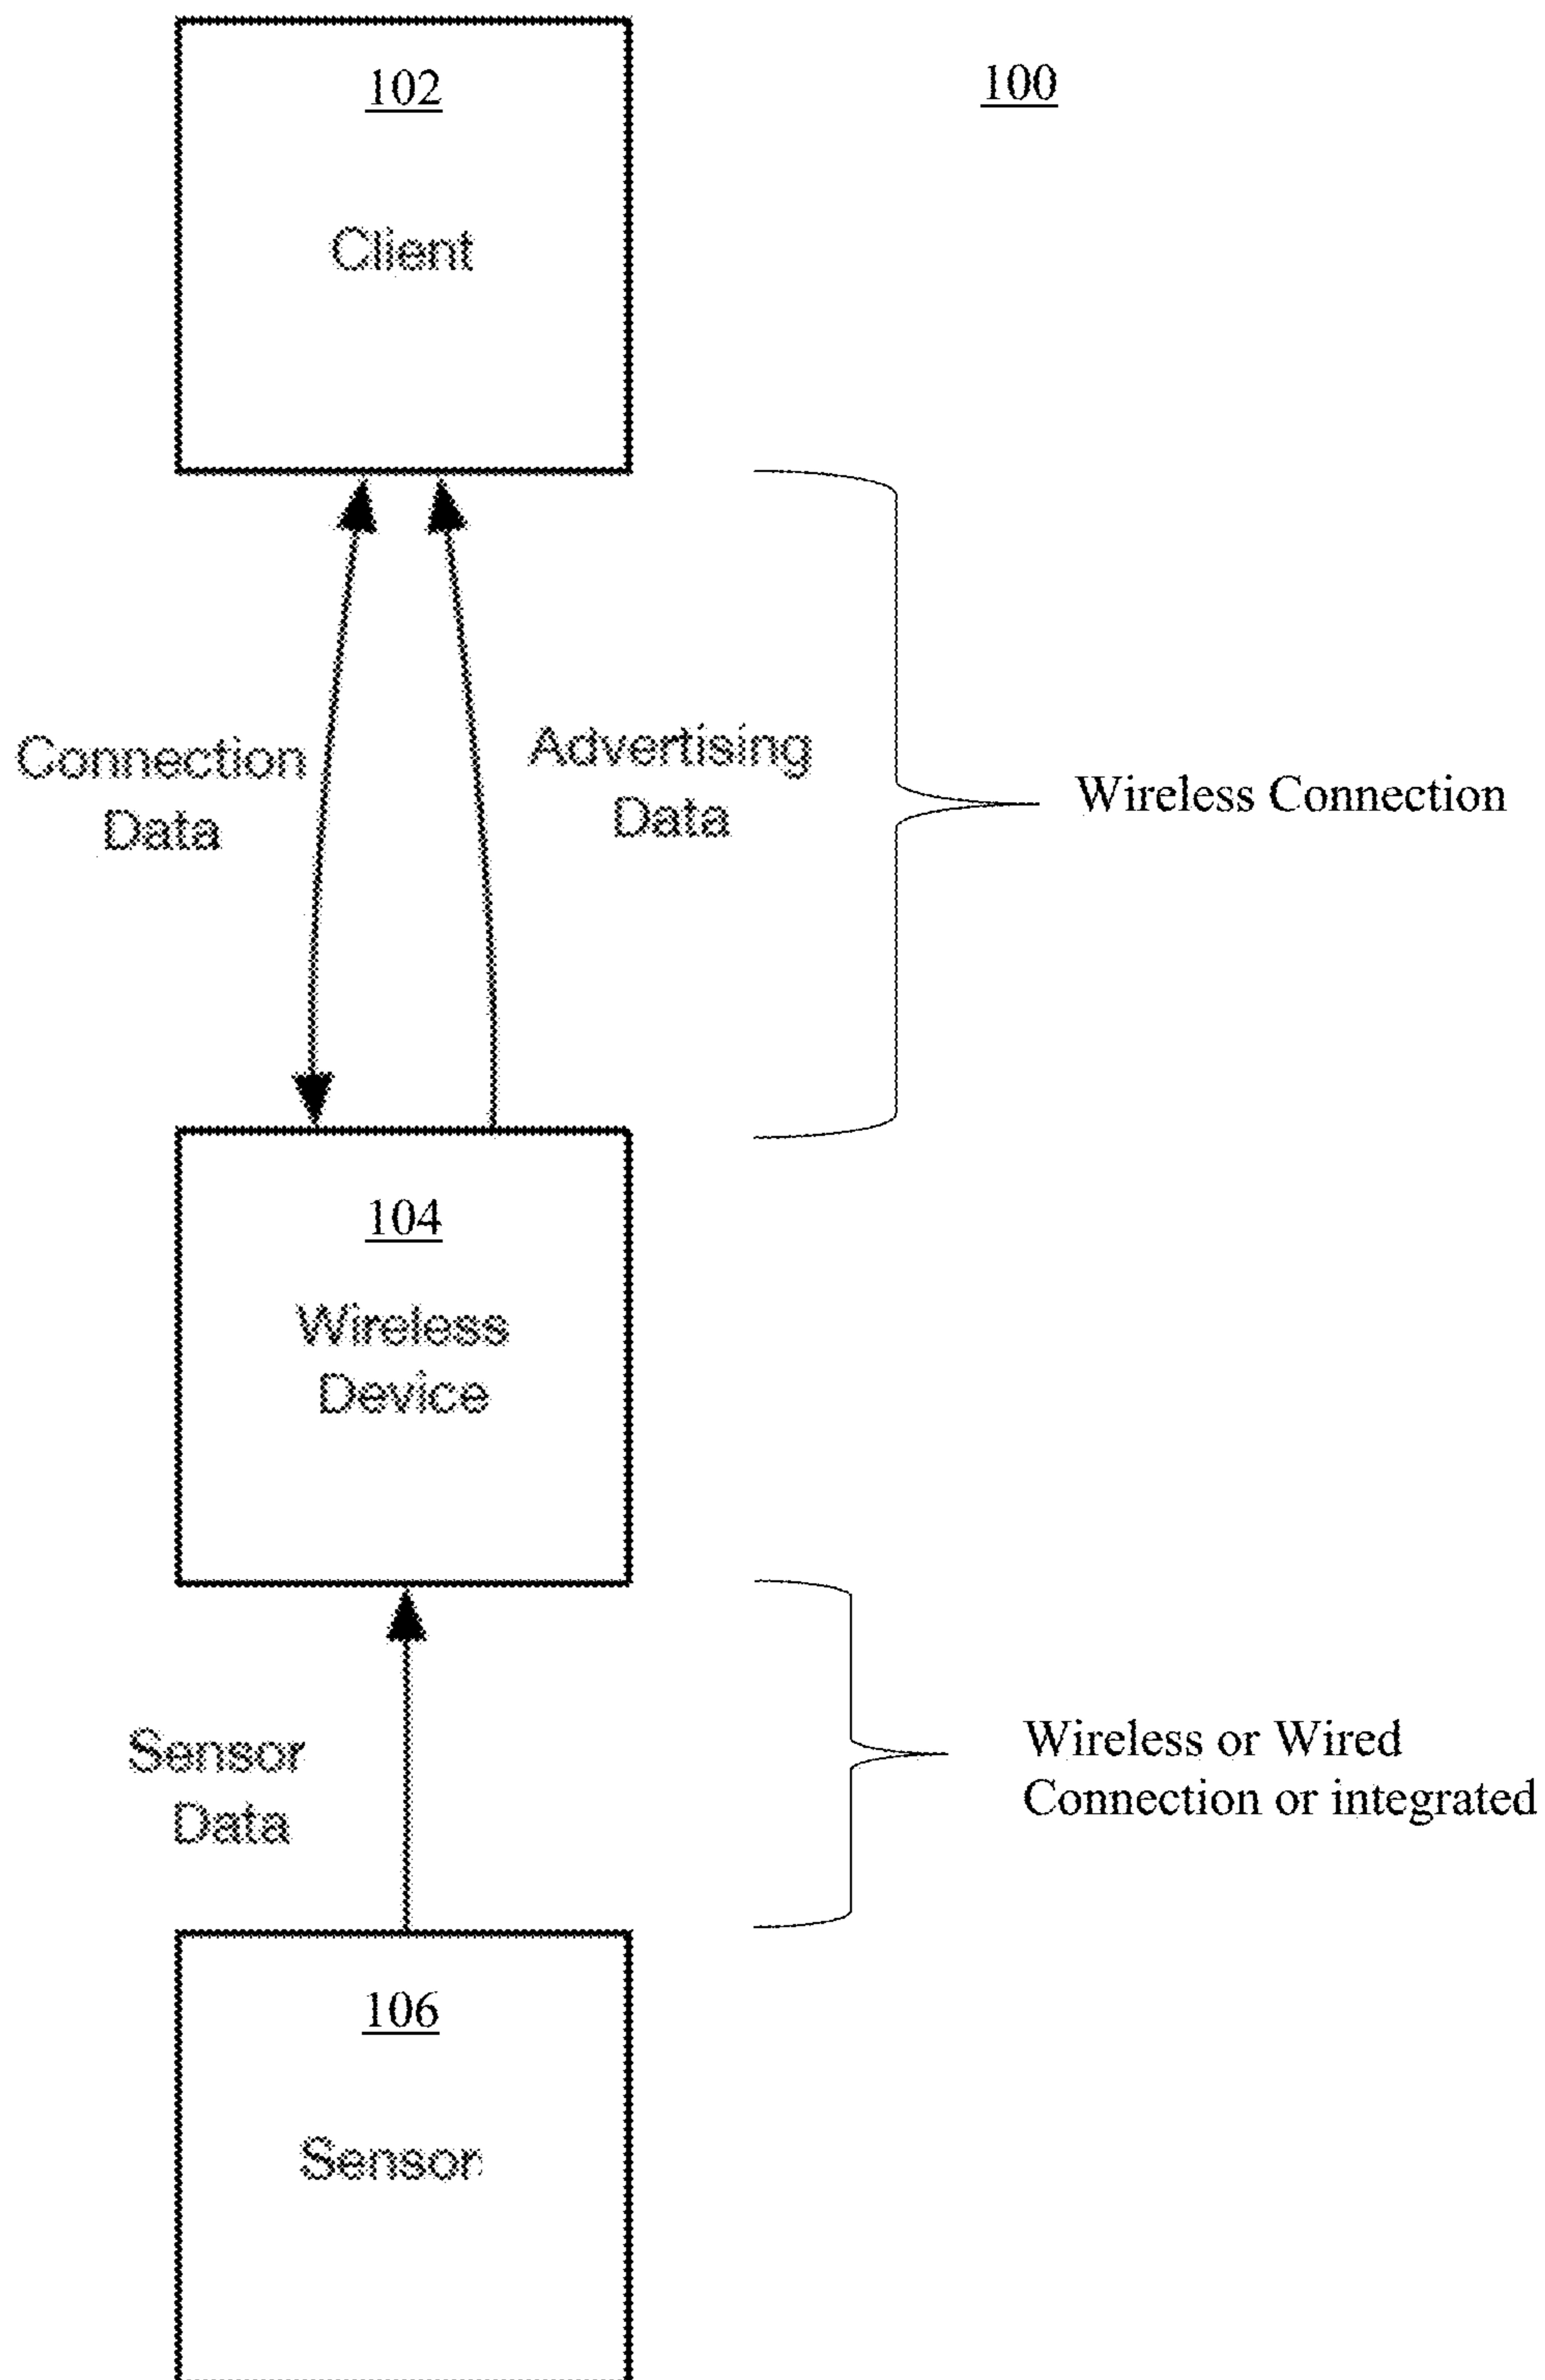 102
100
Client
Connection
Data
Advertising
Data
Wireless Connection
104
Wireless
Device
Sensor
Data
Wireless or Wired
Connection or integrated
106
Sensor